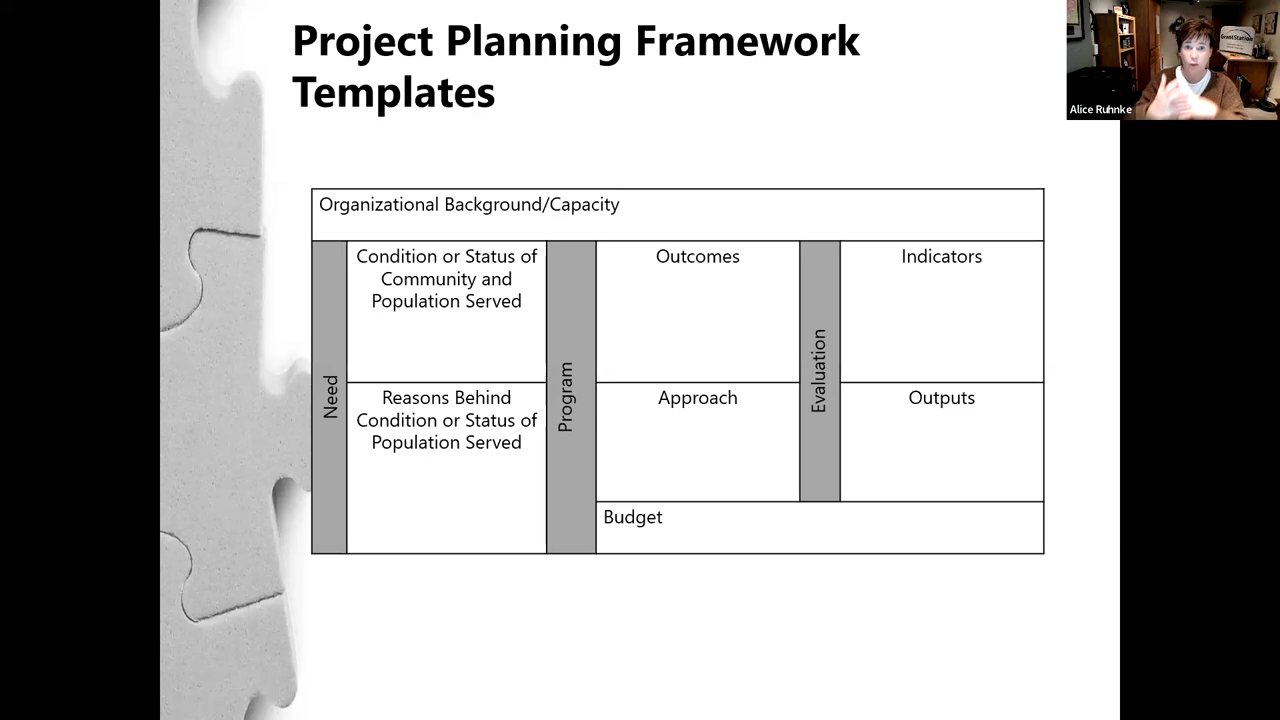 Project Planning Framework
Templates
Alice Ruhnke
GrantStation
Organizational Background/Capacity
Need
Condition or Status of
Community and
Population Served
Reasons Behind
Condition or Status of
Population Served
Program
Outcomes
Approach
Evaluation
Indicators
Outputs
Budget